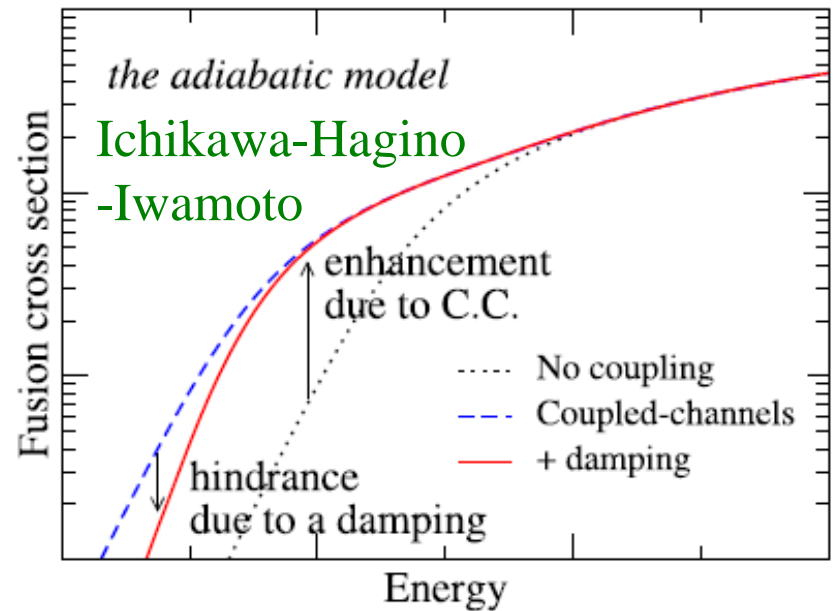 the adiabatic model
Ichikawa-Hagino
-Iwamoto
Fusion cross section
enhancement
due to C.C.
No coupling
Coupled-channels
+ damping
hindrance
due to a damping
Energy